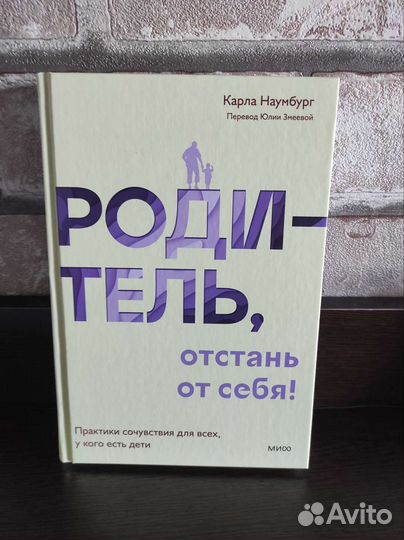 Карла Наумбург
Перевод Юлии Змеевой
РОДИ-
ТЕЛЬ,
отстань
от себя!
Практики сочувствия для всех,
у кого есть дети
МИФ
Avito